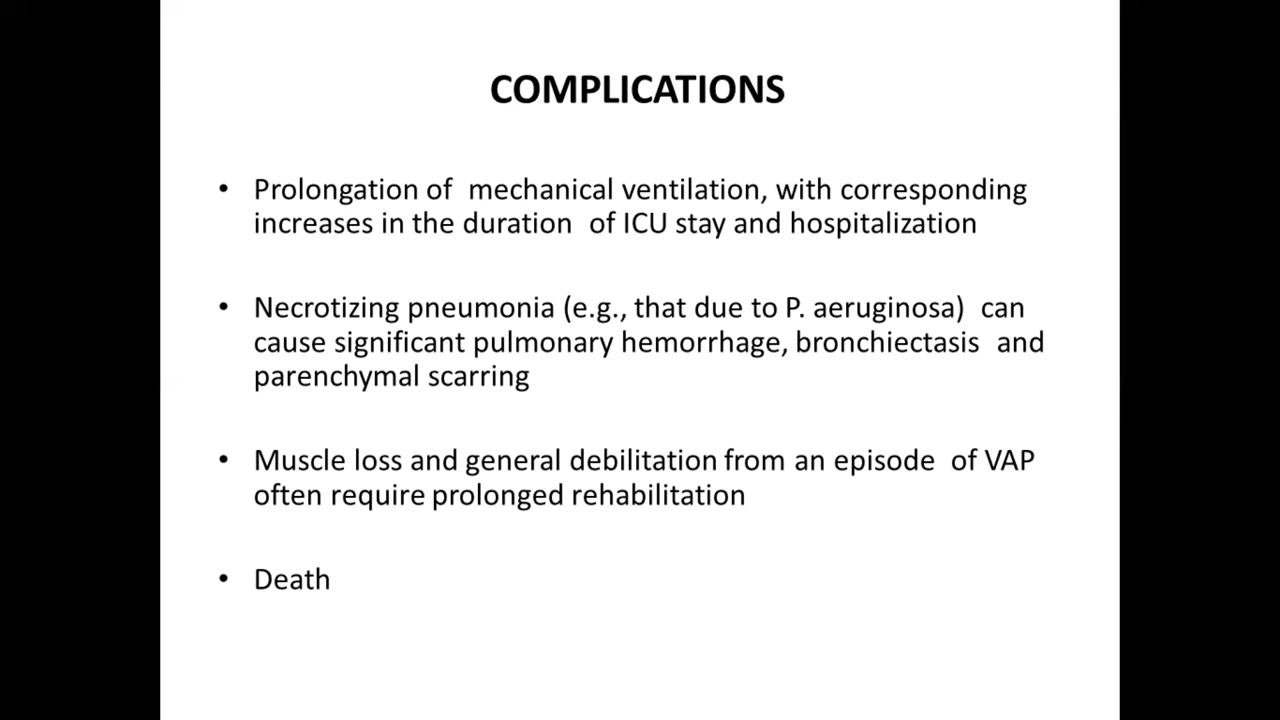 COMPLICATIONS
• Prolongation of mechanical ventilation, with corresponding
increases in the duration of ICU stay and hospitalization
• Necrotizing pneumonia (e.g., that due to P. aeruginosa) can
cause significant pulmonary hemorrhage, bronchiectasis and
parenchymal scarring
• Muscle loss and general debilitation from an episode of VAP
often require prolonged rehabilitation
• Death